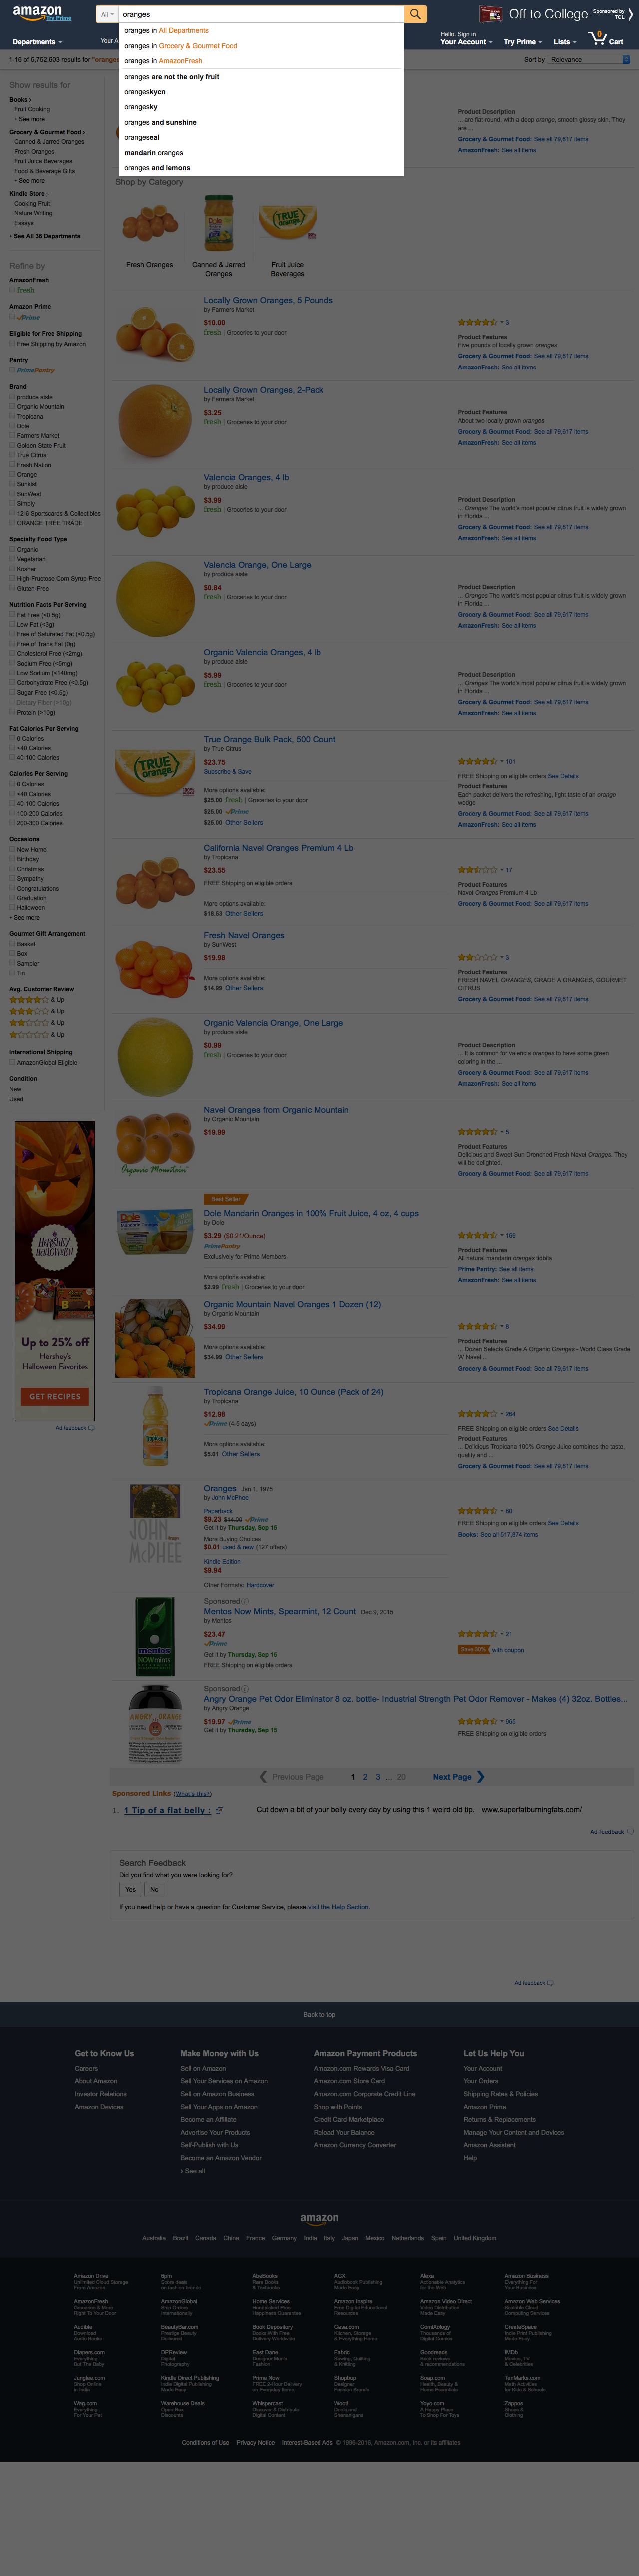 amazon
Try Prime
All
oranges
Off to College
Sponsored by
TCL
Departments
Your A
Hello. Sign in
Your Account
Try Prime
Lists
0
Cart
oranges in All Departments
oranges in Grocery & Gourmet Food
oranges in AmazonFresh
oranges are not the only fruit
orangeskycn
orangesky
oranges and sunshine
orangeseal
mandarin oranges
oranges and lemons
1-16 of 5,752,603 results for "orange
Sort by Relevance
Show results for
Books ›
Fruit Cooking
+ See more
Grocery & Gourmet Food ›
Canned & Jarred Oranges
Fresh Oranges
Fruit Juice Beverages
Food & Beverage Gifts
+ See more
Kindle Store ›
Cooking Fruit
Nature Writing
Essays
+ See All 36 Departments
Refine by
AmazonFresh
fresh
Amazon Prime
Prime
Eligible for Free Shipping
Free Shipping by Amazon
Pantry
PrimePantry
Brand
produce aisle
Organic Mountain
Tropicana
Dole
Farmers Market
Golden State Fruit
True Citrus
Fresh Nation
Orange
Sunkist
SunWest
Simply
12-6 Sportscards & Collectibles
ORANGE TREE TRADE
Specialty Food Type
Organic
Vegetarian
Kosher
High-Fructose Corn Syrup-Free
Gluten-Free
Nutrition Facts Per Serving
Fat Free (<0.5g)
Low Fat (<3g)
Free of Saturated Fat (<0.5g)
Free of Trans Fat (0g)
Cholesterol Free (<2mg)
Sodium Free (<5mg)
Low Sodium (<140mg)
Carbohydrate Free (<0.5g)
Sugar Free (<0.5g)
Dietary Fiber (>10g)
Protein (>10g)
Fat Calories Per Serving
0 Calories
<40 Calories
40-100 Calories
Calories Per Serving
0 Calories
<40 Calories
40-100 Calories
100-200 Calories
200-300 Calories
Occasions
New Home
Birthday
Christmas
Sympathy
Congratulations
Graduation
Halloween
+ See more
Gourmet Gift Arrangement
Basket
Box
Sampler
Tin
Avg. Customer Review
& Up
& Up
& Up
& Up
International Shipping
AmazonGlobal Eligible
Condition
New
Used
HERSHEY
HALLOWEEN!
Up to 25% off
Hershey's
Halloween Favorites
GET RECIPES
Ad feedback
Product Description
... are flat-round, with a deep orange, smooth glossy skin. They
are ...
Grocery & Gourmet Food: See all 79,617 items
AmazonFresh: See all items
Shop by Category
TRUE orange
Fresh Oranges
Canned & Jarred
Oranges
Fruit Juice
Beverages
Locally Grown Oranges, 5 Pounds
by Farmers Market
$10.00
fresh | Groceries to your door
3
Product Features
Five pounds of locally grown oranges
Grocery & Gourmet Food: See all 79,617 items
AmazonFresh: See all items
Locally Grown Oranges, 2-Pack
by Farmers Market
$3.25
fresh | Groceries to your door
Product Features
About two locally grown oranges
Grocery & Gourmet Food: See all 79,617 items
AmazonFresh: See all items
Valencia Oranges, 4 lb
by produce aisle
$3.99
fresh | Groceries to your door
Product Description
... Oranges The world's most popular citrus fruit is widely grown
in Florida ...
Grocery & Gourmet Food: See all 79,617 items
AmazonFresh: See all items
Valencia Orange, One Large
by produce aisle
$0.84
fresh | Groceries to your door
Product Description
... Oranges The world's most popular citrus fruit is widely grown
in Florida ...
Grocery & Gourmet Food: See all 79,617 items
AmazonFresh: See all items
Organic Valencia Oranges, 4 lb
by produce aisle
$5.99
fresh | Groceries to your door
Product Description
... Oranges The world's most popular citrus fruit is widely grown
in Florida ...
Grocery & Gourmet Food: See all 79,617 items
AmazonFresh: See all items
TRUE orange
True Orange Bulk Pack, 500 Count
by True Citrus
$23.75
Subscribe & Save
More options available:
$25.00 fresh | Groceries to your door
$25.00 Prime
$25.00 Other Sellers
101
FREE Shipping on eligible orders See Details
Product Features
Each packet delivers the refreshing, light taste of an orange
wedge
Grocery & Gourmet Food: See all 79,617 items
AmazonFresh: See all items
California Navel Oranges Premium 4 Lb
by Tropicana
$23.55
FREE Shipping on eligible orders
More options available:
$18.63 Other Sellers
17
Product Features
Navel Oranges Premium 4 Lb
Grocery & Gourmet Food: See all 79,617 items
Fresh Navel Oranges
by SunWest
$19.98
More options available:
$14.99 Other Sellers
3
Product Features
FRESH NAVEL ORANGES, GRADE A ORANGES, GOURMET
CITRUS
Grocery & Gourmet Food: See all 79,617 items
Organic Valencia Orange, One Large
by produce aisle
$0.99
fresh | Groceries to your door
Product Description
... It is common for valencia oranges to have some green
coloring in the ...
Grocery & Gourmet Food: See all 79,617 items
AmazonFresh: See all items
Organic Mountain
Navel Oranges from Organic Mountain
by Organic Mountain
$19.99
5
Product Features
Delicious and Sweet Sun Drenched Fresh Navel Oranges. They
will be delighted.
Grocery & Gourmet Food: See all 79,617 items
Best Seller
Dole
Dole Mandarin Oranges in 100% Fruit Juice, 4 oz, 4 cups
by Dole
$3.29 ($0.21/Ounce)
PrimePantry
Exclusively for Prime Members
More options available:
$2.99 fresh | Groceries to your door
169
Product Features
All natural mandarin oranges tidbits
Prime Pantry: See all items
AmazonFresh: See all items
Organic Mountain Navel Oranges 1 Dozen (12)
by Organic Mountain
$34.99
More options available:
$34.99 Other Sellers
8
Product Features
... Dozen Selects Grade A Organic Oranges - World Class Grade
'A' Navel ...
Grocery & Gourmet Food: See all 79,617 items
Tropicana
Tropicana Orange Juice, 10 Ounce (Pack of 24)
by Tropicana
$12.98
Prime (4-5 days)
More options available:
$5.51 Other Sellers
264
FREE Shipping on eligible orders See Details
Product Features
... Delicious Tropicana 100% Orange Juice combines the taste,
quality and ...
Grocery & Gourmet Food: See all 79,617 items
Oranges
JOHN
McPHEE
Oranges Jan 1, 1975
by John McPhee
Paperback
$9.23 $14.00 Prime
Get it by Thursday, Sep 15
More Buying Choices
$0.01 used & new (127 offers)
Kindle Edition
$9.94
Other Formats: Hardcover
60
FREE Shipping on eligible orders See Details
Books: See all 517,874 items
mentos
NOWmints
Sponsored
Mentos Now Mints, Spearmint, 12 Count Dec 9, 2015
by Mentos
$23.47
Prime
Get it by Thursday, Sep 15
FREE Shipping on eligible orders
21
Save 20% with coupon
ANGRY ORANGE
Sponsored
Angry Orange Pet Odor Eliminator 8 oz. bottle- Industrial Strength Pet Odor Remover - Makes (4) 32oz. Bottles...
by Angry Orange
$19.97 Prime
Get it by Thursday, Sep 15
965
FREE Shipping on eligible orders
Previous Page 1 2 3 ... 20 Next Page
Sponsored Links (What's this?)
1. 1 Tip of a flat belly : Cut down a bit of your belly every day by using this 1 weird old tip. www.superfatburningfats.com/
Ad feedback
Search Feedback
Did you find what you were looking for?
Yes No
If you need help or have a question for Customer Service, please visit the Help Section.
Ad feedback
Back to top
Get to Know Us
Careers
About Amazon
Investor Relations
Amazon Devices
Make Money with Us
Sell on Amazon
Sell Your Services on Amazon
Sell on Amazon Business
Sell Your Apps on Amazon
Become an Affiliate
Advertise Your Products
Self-Publish with Us
Become an Amazon Vendor
› See all
Amazon Payment Products
Amazon.com Rewards Visa Card
Amazon.com Store Card
Amazon.com Corporate Credit Line
Shop with Points
Credit Card Marketplace
Reload Your Balance
Amazon Currency Converter
Let Us Help You
Your Account
Your Orders
Shipping Rates & Policies
Amazon Prime
Returns & Replacements
Manage Your Content and Devices
Amazon Assistant
Help
amazon
Australia Brazil Canada China France Germany India Italy Japan Mexico Netherlands Spain United Kingdom
Amazon Drive
Unlimited Cloud Storage
From Amazon
6pm
Score deals
on fashion brands
AbeBooks
Rare Books
& Textbooks
ACX
Audiobook Publishing
Made Easy
Alexa
Actionable Analytics
for the Web
Amazon Business
Everything For
Your Business
AmazonFresh
Groceries & More
Right To Your Door
AmazonGlobal
Ship Orders
Internationally
Home Services
Handpicked Pros
Happiness Guarantee
Amazon Inspire
Free Digital Educational
Resources
Amazon Video Direct
Video Distribution
Made Easy
Amazon Web Services
Scalable Cloud
Computing Services
Audible
Download
Audio Books
BeautyBar.com
Prestige Beauty
Delivered
Book Depository
Books With Free
Delivery Worldwide
Casa.com
Kitchen, Storage
& Everything Home
ComiXology
Thousands of
Digital Comics
CreateSpace
Indie Print Publishing
Made Easy
Diapers.com
Everything
But The Baby
DPReview
Digital
Photography
East Dane
Designer Men's
Fashion
Fabric
Sewing, Quilting
& Knitting
Goodreads
Book reviews
& recommendations
IMDb
Movies, TV
& Celebrities
Junglee.com
Shop Online
in India
Kindle Direct Publishing
Indie Digital Publishing
Made Easy
Prime Now
FREE 2-Hour Delivery
on Everyday Items
Shopbop
Designer
Fashion Brands
Soap.com
Health, Beauty &
Home Essentials
TenMarks.com
Math Activities
for Kids & Schools
Wag.com
Everything
For Your Pet
Warehouse Deals
Open-Box
Discounts
Whispercast
Discover & Distribute
Digital Content
Woot!
Deals and
Shenanigans
Yoyo.com
A Happy Place
To Shop For Toys
Zappos
Shoes &
Clothing
Conditions of Use Privacy Notice Interest-Based Ads © 1996-2016, Amazon.com, Inc. or its affiliates